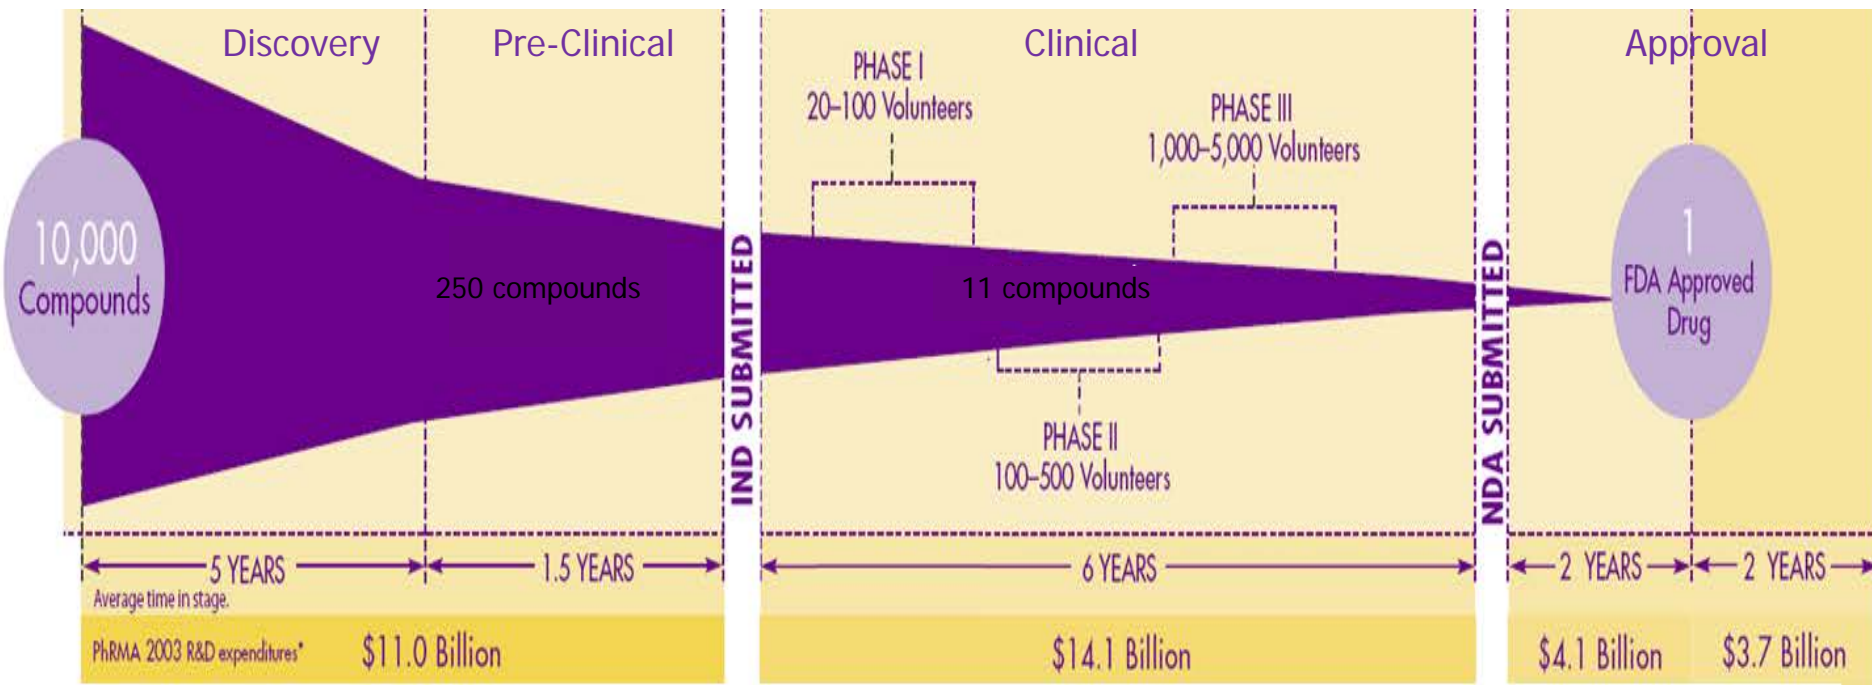 Discovery
Pre-Clinical
Clinical
Approval
PHASE I
20–100 Volunteers
PHASE III
1,000–5,000 Volunteers
10,000
Compounds
250 compounds
IND SUBMITTED
11 compounds
NDA SUBMITTED
1
FDA Approved
Drug
PHASE II
100–500 Volunteers
5 YEARS
1.5 YEARS
6 YEARS
2 YEARS
2 YEARS
Average time in stage.
PhRMA 2003 R&D expenditures*
$11.0 Billion
$14.1 Billion
$4.1 Billion
$3.7 Billion